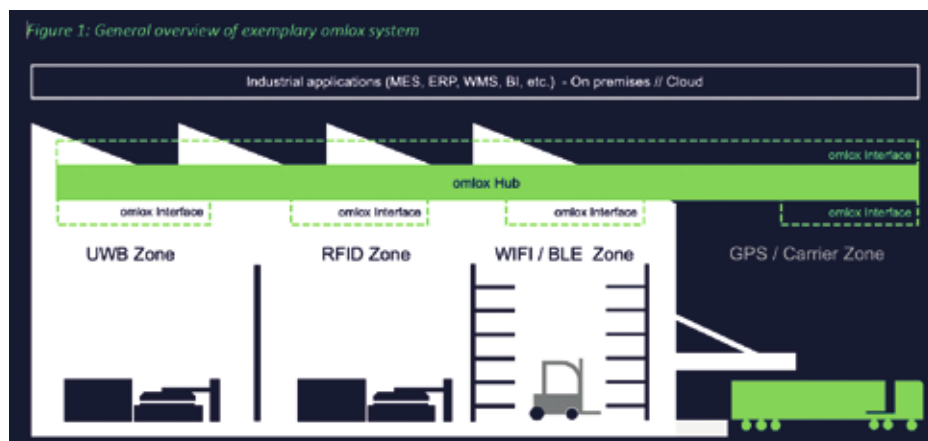 Figure 1: General overview of exemplary omlox system
Industrial applications (MES, ERP, WMS, BI, etc.) - On premises // Cloud
omlox Interface
omlox Hub
omlox Interface omlox Interface omlox Interface omlox Interface
UWB Zone RFID Zone WIFI / BLE Zone GPS / Carrier Zone